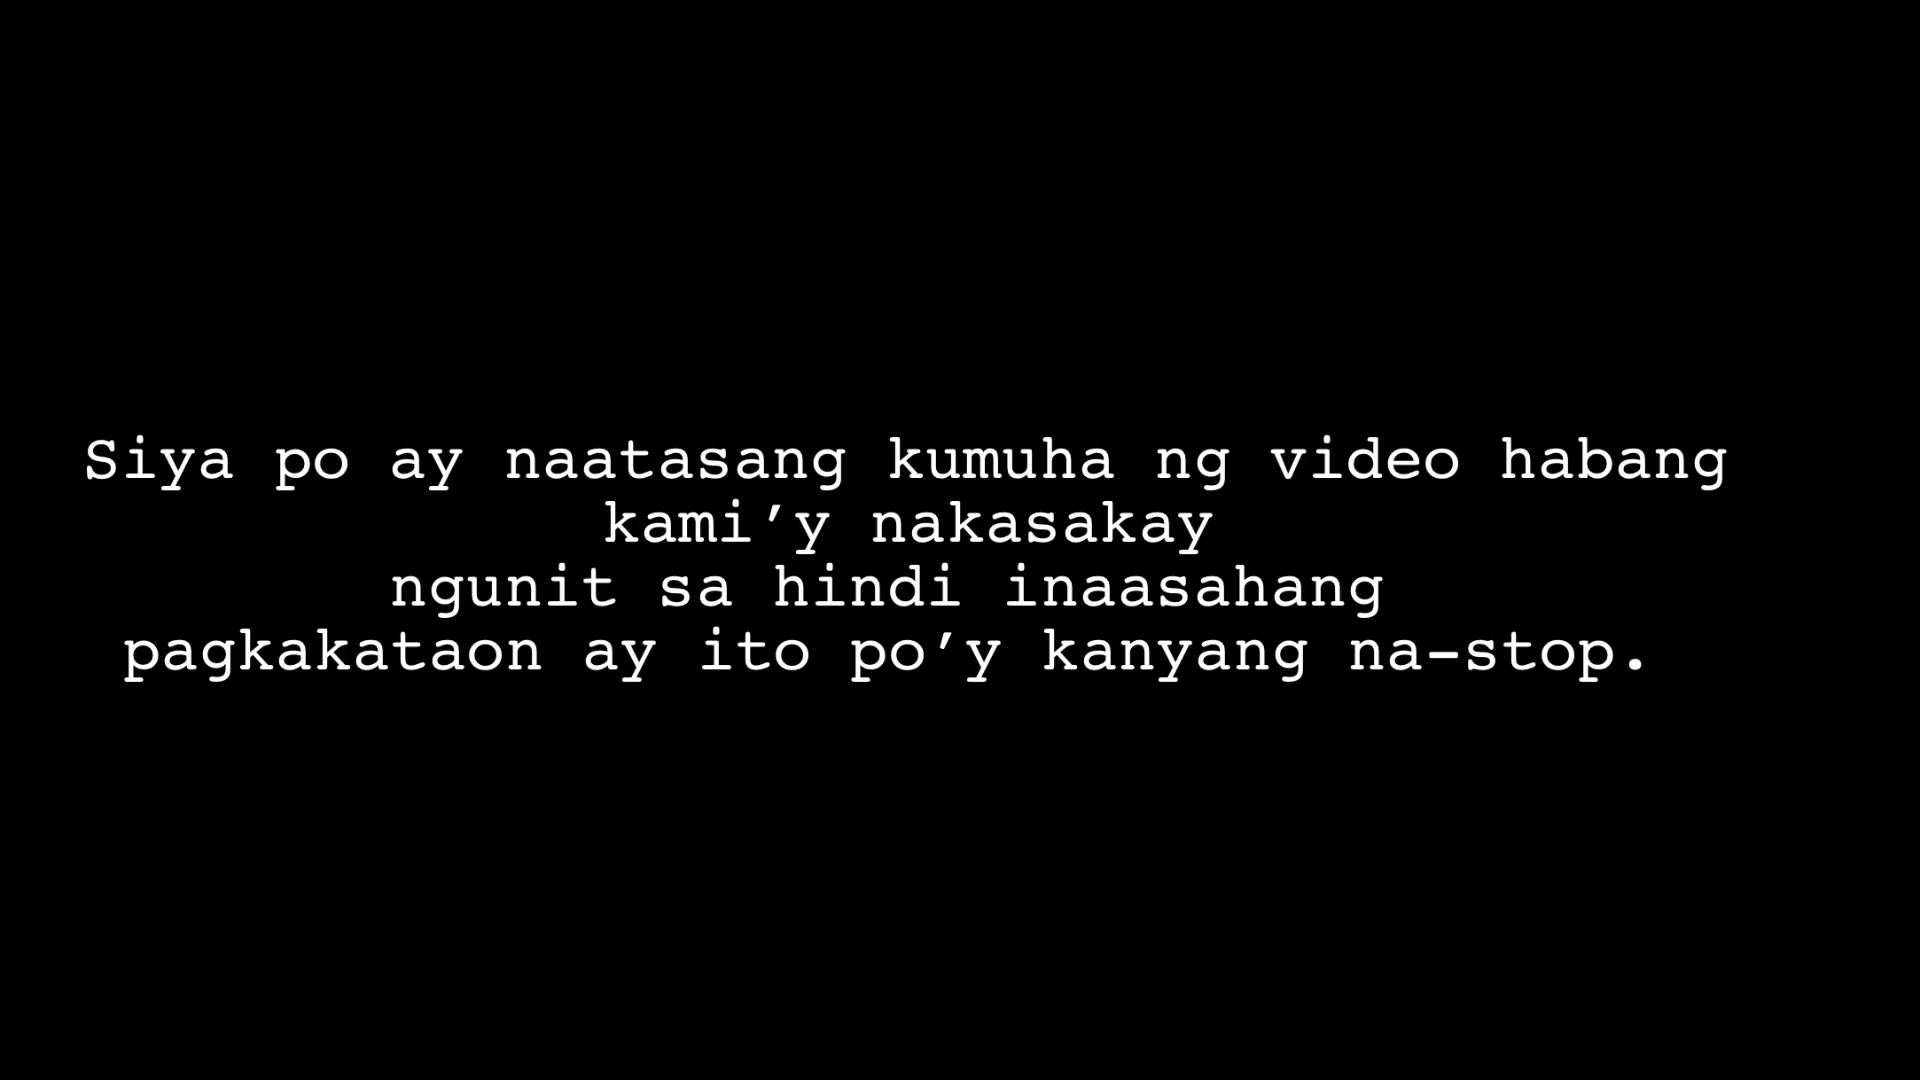 Siya po ay naatasang kumuha ng video habang
kami’y nakasakay
ngunit sa hindi inaasahang
pagkakataon ay ito po’y kanyang na-stop.